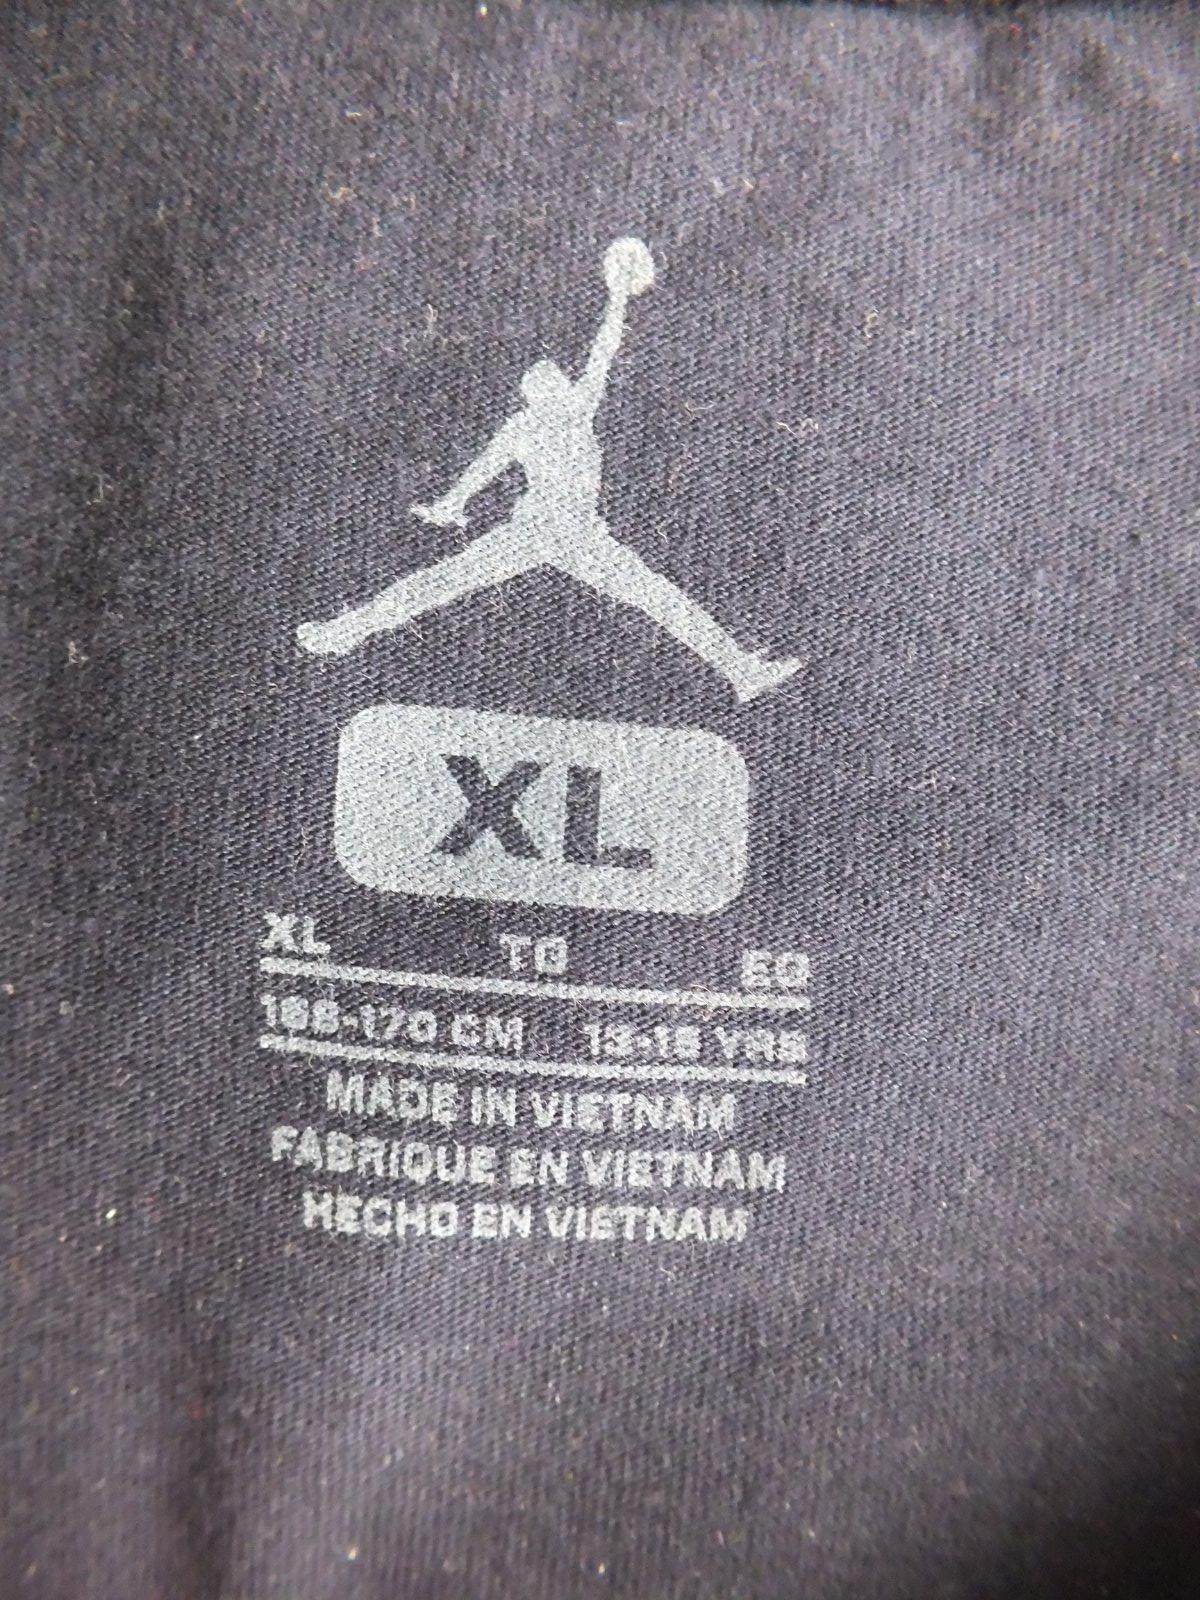 XL
XL TG EG
158-170 CM 13-15 YRS
MADE IN VIETNAM
FABRIQUE EN VIETNAM
HECHO EN VIETNAM